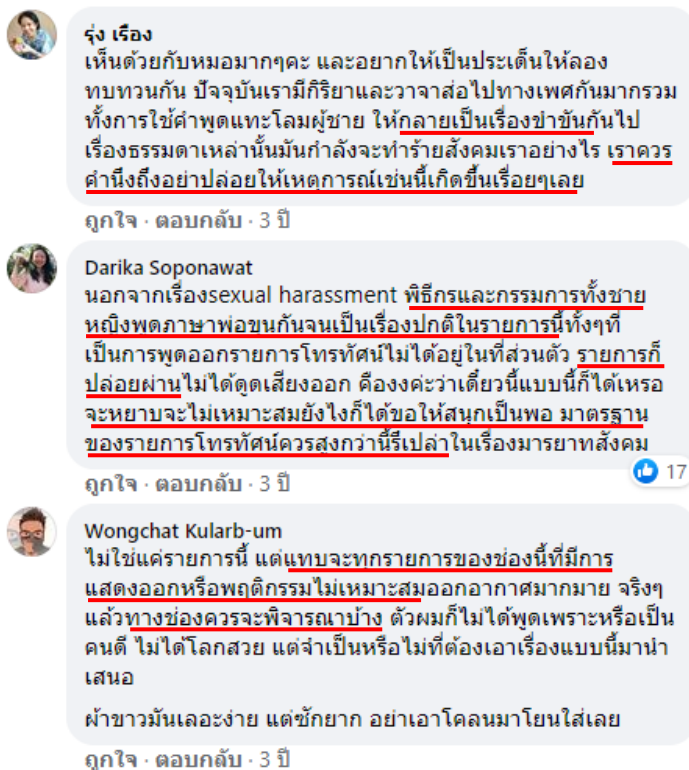 รุ่ง เรือง
เห็นด้วยกับหมอมากๆคะ และอยากให้เป็นประเด็นให้ลอง
ทบทวนกัน ปัจจุบันเรามีกิริยาและวาจาส่อไปทางเพศกันมากรวม
ทั้งการใช้คำพูดแทะโลมผู้ชาย ให้กลายเป็นเรื่องขำขันกันไป
เรื่องธรรมดาเหล่านั้นมันกำลังจะทำร้ายสังคมเราอย่างไร เราควร
คำนึงถึงอย่าปล่อยให้เหตุการณ์เช่นนี้เกิดขึ้นเรื่อยๆเลย
ถูกใจ · ตอบกลับ · 3 ปี
Darika Soponawat
นอกจากเรื่องsexual harassment พิธีกรและกรรมการทั้งชาย
หญิงพูดภาษาพ่อขุนกันจนเป็นเรื่องปกติในรายการนี้ทั้งๆที่
เป็นการพูดออกรายการโทรทัศน์ไม่ได้อยู่ในที่ส่วนตัว รายการก็
ปล่อยผ่านไม่ได้ดูดเสียงออก คืองงค่ะว่าเดี๋ยวนี้แบบนี้ก็ได้เหรอ
จะหยาบจะไม่เหมาะสมยังไงก็ได้ขอให้สนุกเป็นพอ มาตรฐาน
ของรายการโทรทัศน์ควรสูงกว่านี้รึเปล่าในเรื่องมารยาทสังคม
17
ถูกใจ · ตอบกลับ · 3 ปี
Wongchat Kularb-um
ไม่ใช่แค่รายการนี้ แต่แทบจะทุกรายการของช่องนี้ที่มีการ
แสดงออกหรือพฤติกรรมไม่เหมาะสมออกอากาศมากมาย จริงๆ
แล้วทางช่องควรจะพิจารณาบ้าง ตัวผมก็ไม่ได้พูดเพราะหรือเป็น
คนดี ไม่ได้โลกสวย แต่จำเป็นหรือไม่ที่ต้องเอาเรื่องแบบนี้มานำ
เสนอ
ผ้าขาวมันเลอะง่าย แต่ซักยาก อย่าเอาโคลนมาโยนใส่เลย
ถูกใจ · ตอบกลับ · 3 ปี